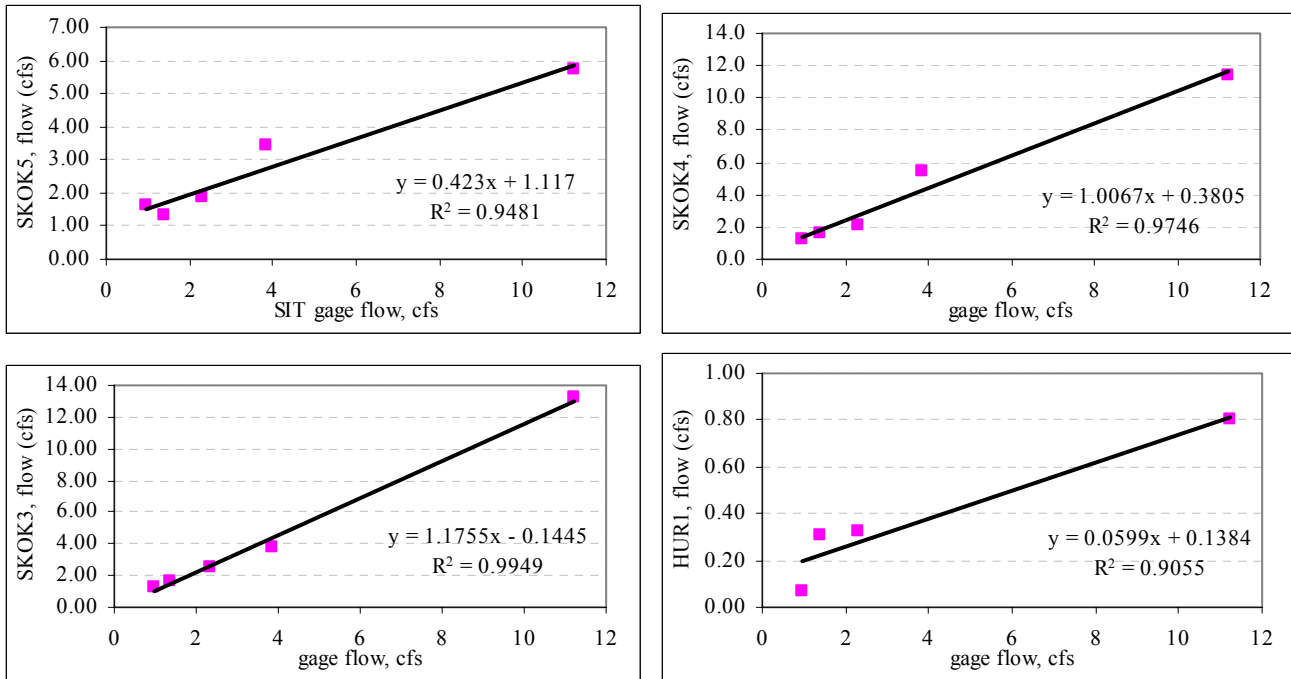 SKOK5, flow (cfs)
7.00
6.00
5.00
4.00
3.00
2.00
1.00
0.00
y = 0.423x + 1.117
R² = 0.9481
0 2 4 6 8 10 12
SIT gage flow, cfs
SKOK4, flow (cfs)
14.0
12.0
10.0
8.0
6.0
4.0
2.0
0.0
y = 1.0067x + 0.3805
R² = 0.9746
0 2 4 6 8 10 12
gage flow, cfs
SKOK3, flow (cfs)
14.00
12.00
10.00
8.00
6.00
4.00
2.00
0.00
y = 1.1755x - 0.1445
R² = 0.9949
0 2 4 6 8 10 12
gage flow, cfs
HUR1, flow (cfs)
1.00
0.80
0.60
0.40
0.20
0.00
y = 0.0599x + 0.1384
R² = 0.9055
0 2 4 6 8 10 12
gage flow, cfs